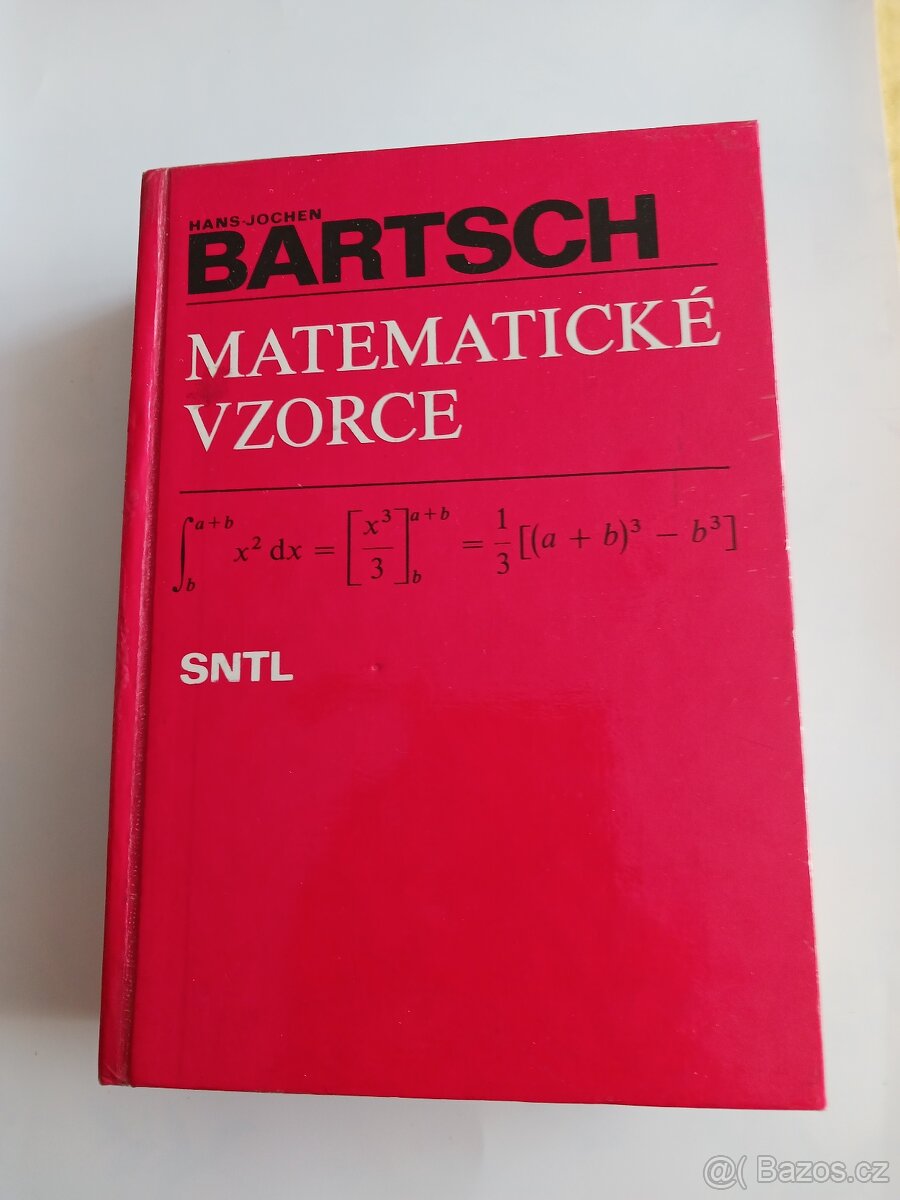 HANS-JOCHEN
BARTSCH
MATEMATICKÉ
VZORCE
∫_b^{a+b} x² dx = [x³/3]_b^{a+b} = 1/3 [(a + b)³ − b³]
SNTL
@( Bazos.cz